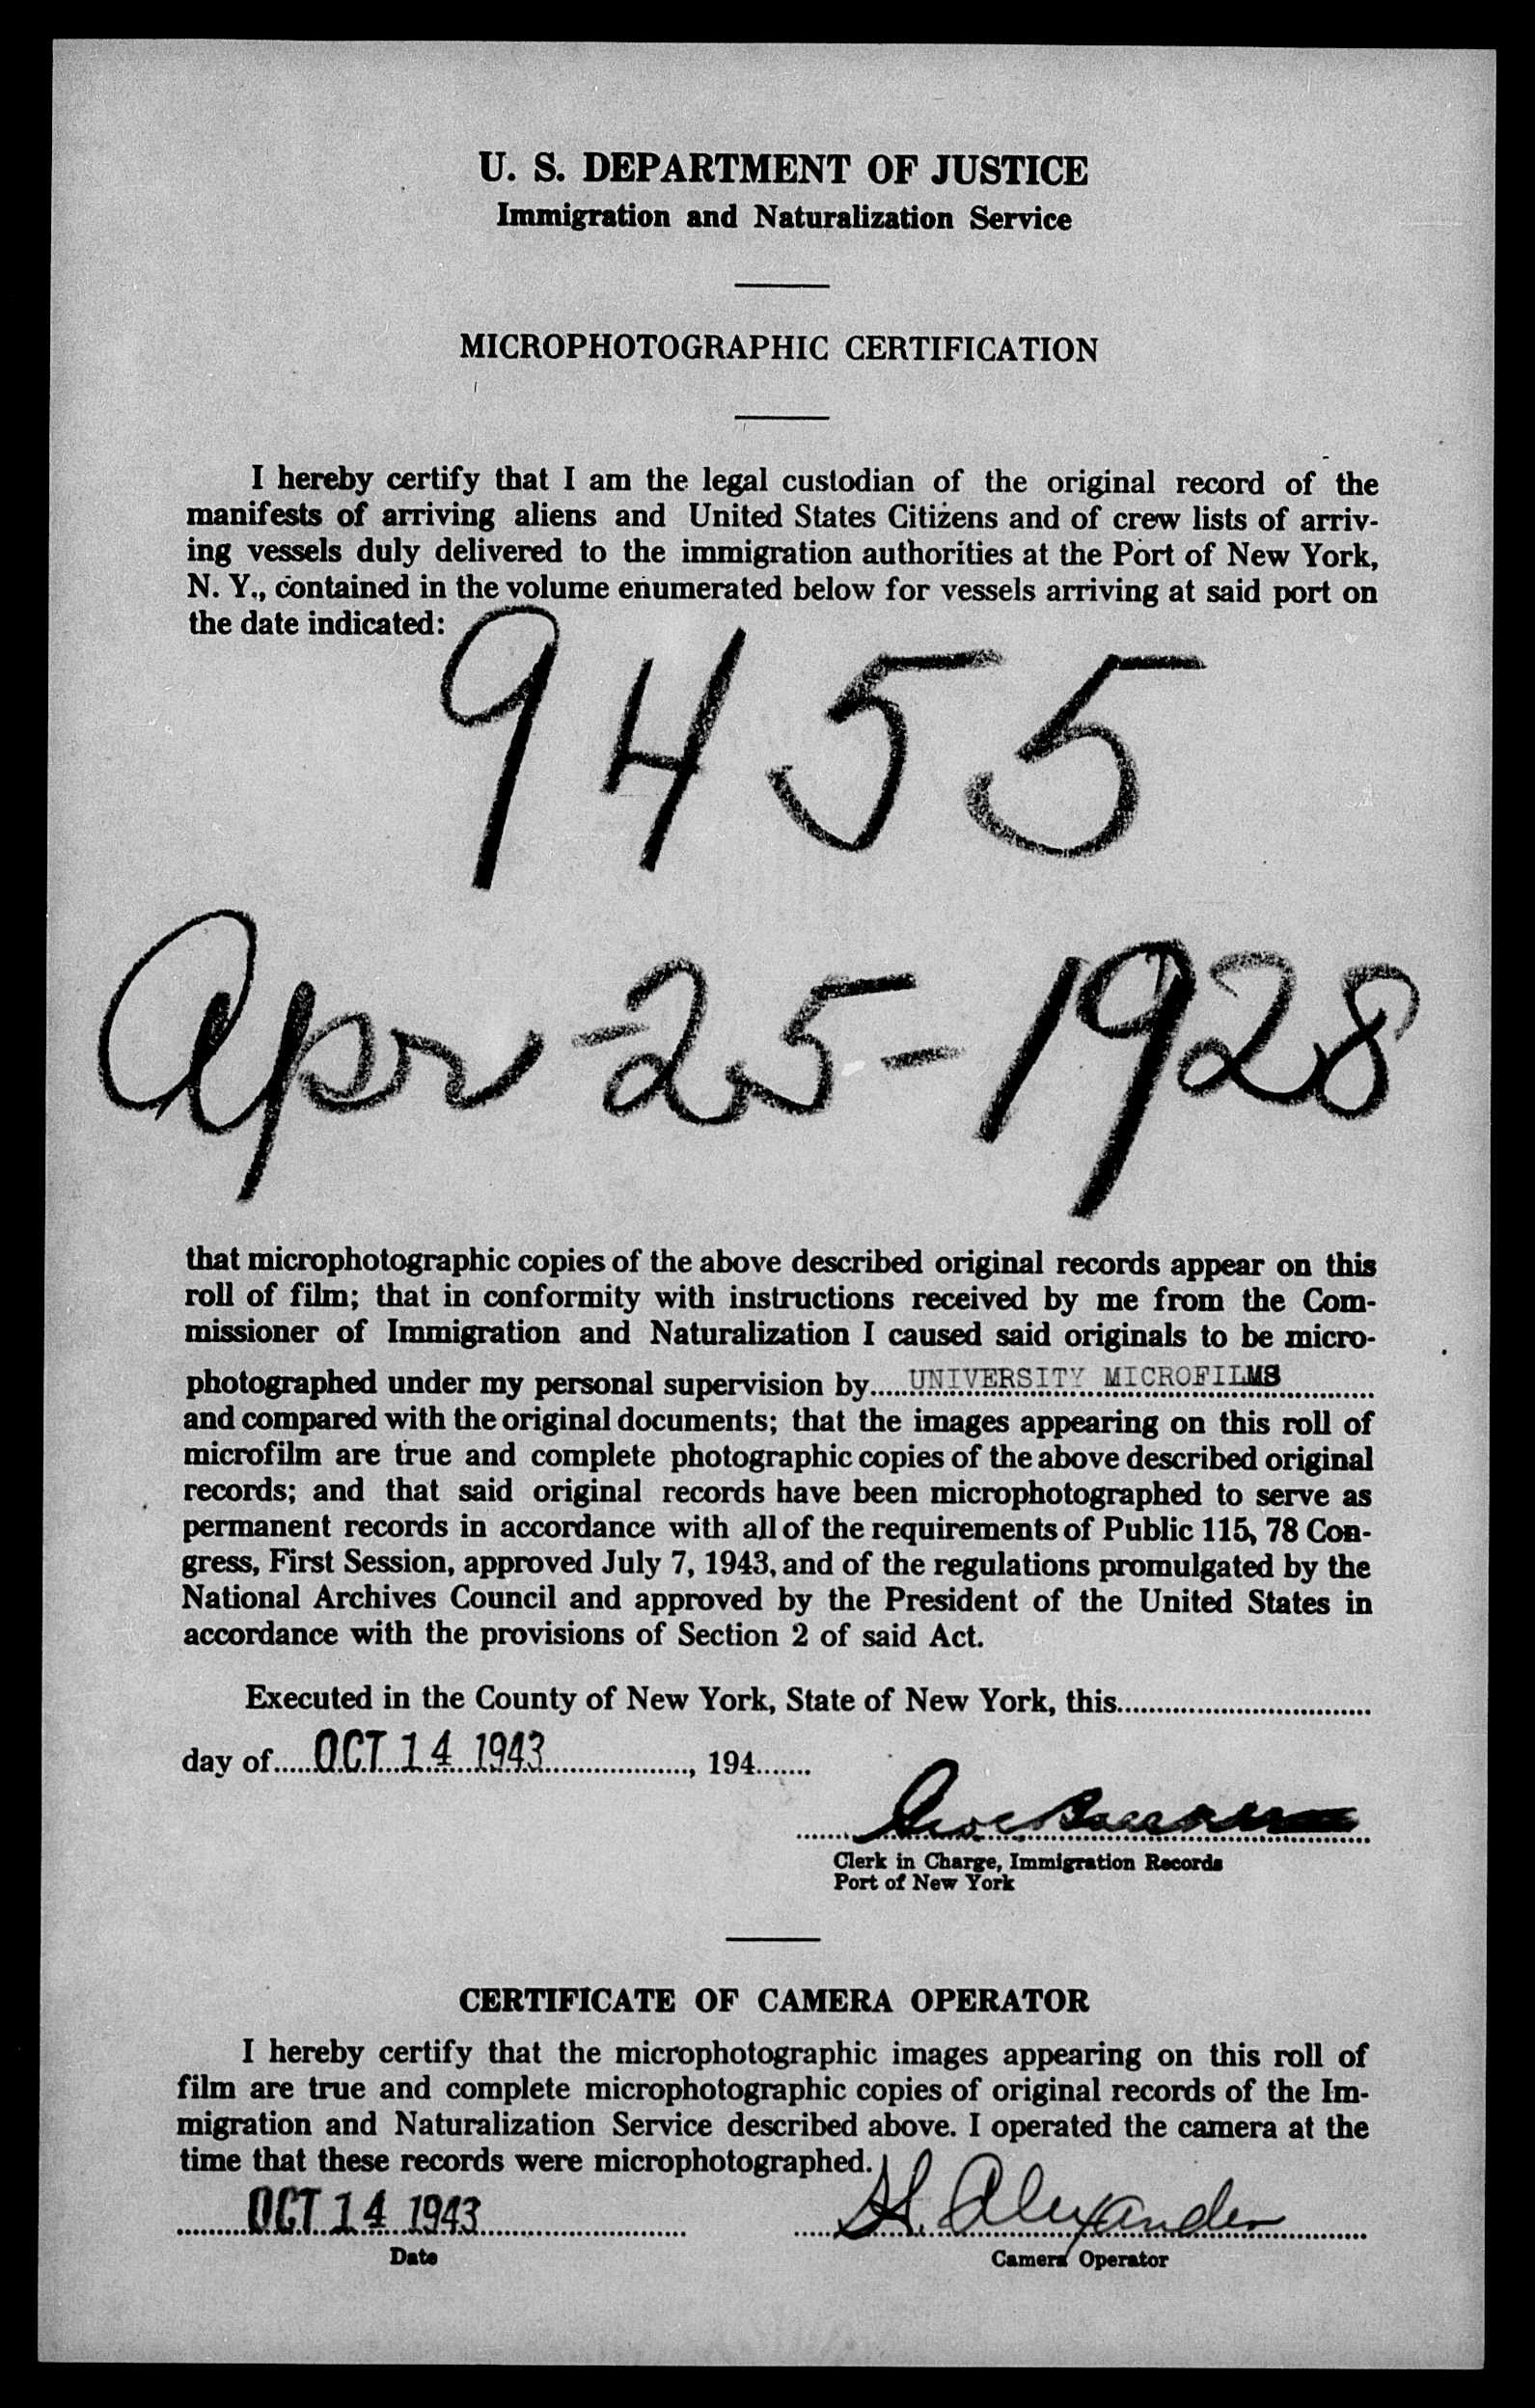 U. S. DEPARTMENT OF JUSTICE
Immigration and Naturalization Service
MICROPHOTOGRAPHIC CERTIFICATION
I hereby certify that I am the legal custodian of the original record of the
manifests of arriving aliens and United States Citizens and of crew lists of arriv-
ing vessels duly delivered to the immigration authorities at the Port of New York,
N. Y., contained in the volume enumerated below for vessels arriving at said port on
the date indicated:
9455
Apr-25-1928
that microphotographic copies of the above described original records appear on this
roll of film; that in conformity with instructions received by me from the Com-
missioner of Immigration and Naturalization I caused said originals to be micro-
photographed under my personal supervision by.....UNIVERSITY MICROFILMS
and compared with the original documents; that the images appearing on this roll of
microfilm are true and complete photographic copies of the above described original
records; and that said original records have been microphotographed to serve as
permanent records in accordance with all of the requirements of Public 115, 78 Con-
gress, First Session, approved July 7, 1943, and of the regulations promulgated by the
National Archives Council and approved by the President of the United States in
accordance with the provisions of Section 2 of said Act.
Executed in the County of New York, State of New York, this
day of OCT 14 1943, 194
Clerk in Charge, Immigration Records
Port of New York
CERTIFICATE OF CAMERA OPERATOR
I hereby certify that the microphotographic images appearing on this roll of
film are true and complete microphotographic copies of original records of the Im-
migration and Naturalization Service described above. I operated the camera at the
time that these records were microphotographed.
OCT 14 1943 H. Alexander
Date Camera Operator